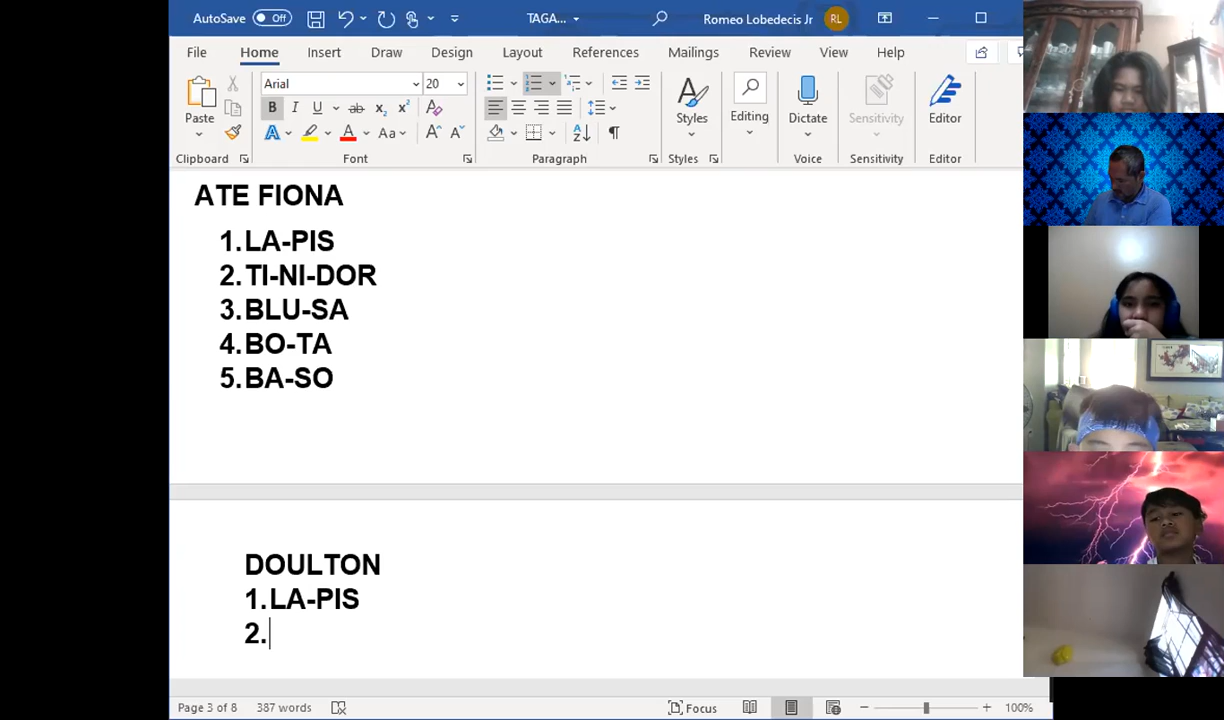 AutoSave Off TAGA... Romeo Lobedecis Jr RL
File Home Insert Draw Design Layout References Mailings Review View Help
Paste Arial 20 Styles Editing Dictate Sensitivity Editor
Clipboard Font Paragraph Styles Voice Sensitivity Editor
ATE FIONA
1. LA-PIS
2. TI-NI-DOR
3. BLU-SA
4. BO-TA
5. BA-SO
DOULTON
1. LA-PIS
2.
Page 3 of 8 387 words Focus 100%